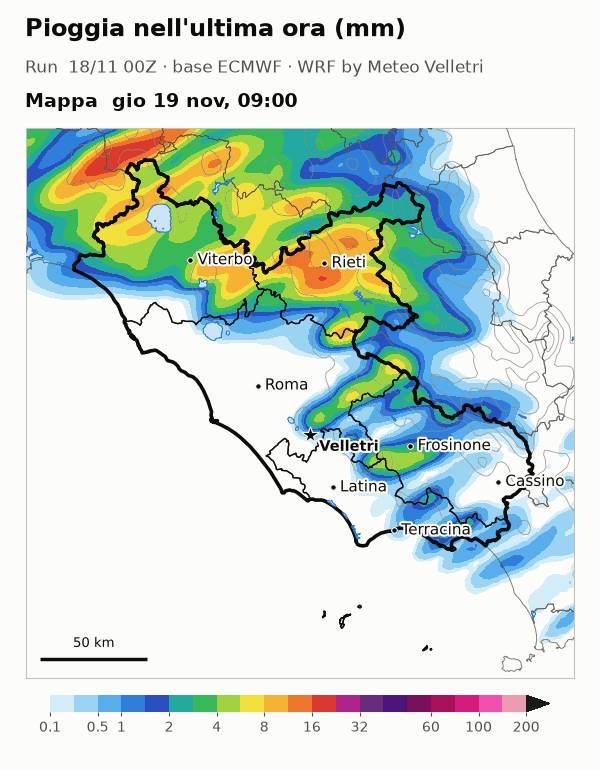 Pioggia nell'ultima ora (mm)
Run  18/11 00Z · base ECMWF · WRF by Meteo Velletri
Mappa  gio 19 nov, 09:00
Viterbo
Rieti
Roma
Velletri
Frosinone
Cassino
Latina
Terracina
50 km
0.1 0.5 1 2 4 8 16 32 60 100 200